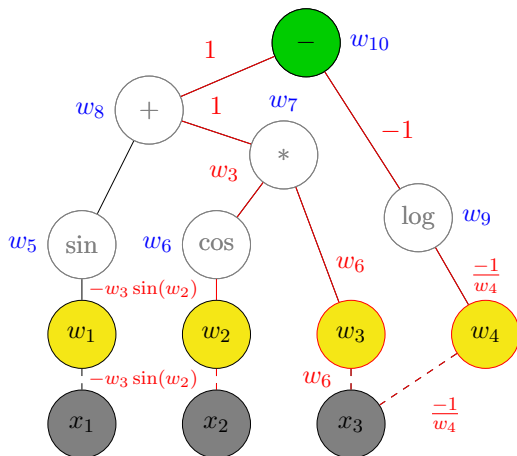 − w₁₀
1
w₈ + 1 w₇
∗
−1
w₃
w₅ sin w₆ cos log w₉
w₆
−w₃ sin(w₂) −1/w₄
w₁ w₂ w₃ w₄
−w₃ sin(w₂) w₆
x₁ x₂ x₃ −1/w₄